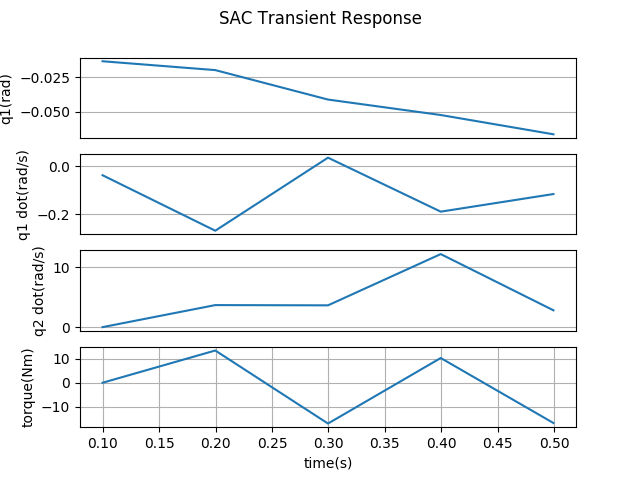 SAC Transient Response
−0.025
−0.050
q1(rad)
0.0
−0.2
q1 dot(rad/s)
10
0
q2 dot(rad/s)
10
0
−10
torque(Nm)
0.10 0.15 0.20 0.25 0.30 0.35 0.40 0.45 0.50
time(s)